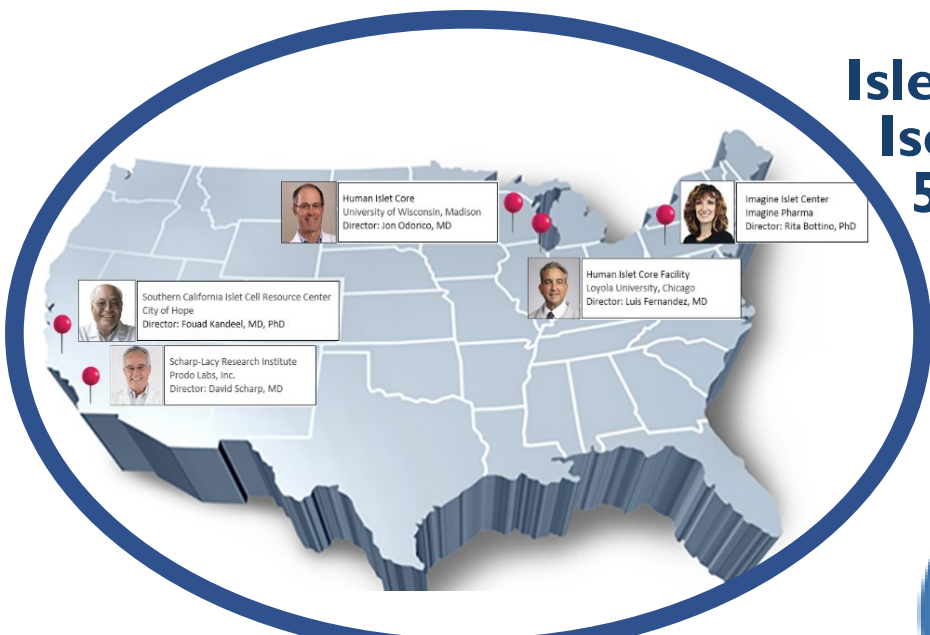 Isle
Iso
5
Human Islet Core
University of Wisconsin, Madison
Director: Jon Odorico, MD
Imagine Islet Center
Imagine Pharma
Director: Rita Bottino, PhD
Human Islet Core Facility
Loyola University, Chicago
Director: Luis Fernandez, MD
Southern California Islet Cell Resource Center
City of Hope
Director: Fouad Kandeel, MD, PhD
Scharp-Lacy Research Institute
Prodo Labs, Inc.
Director: David Scharp, MD